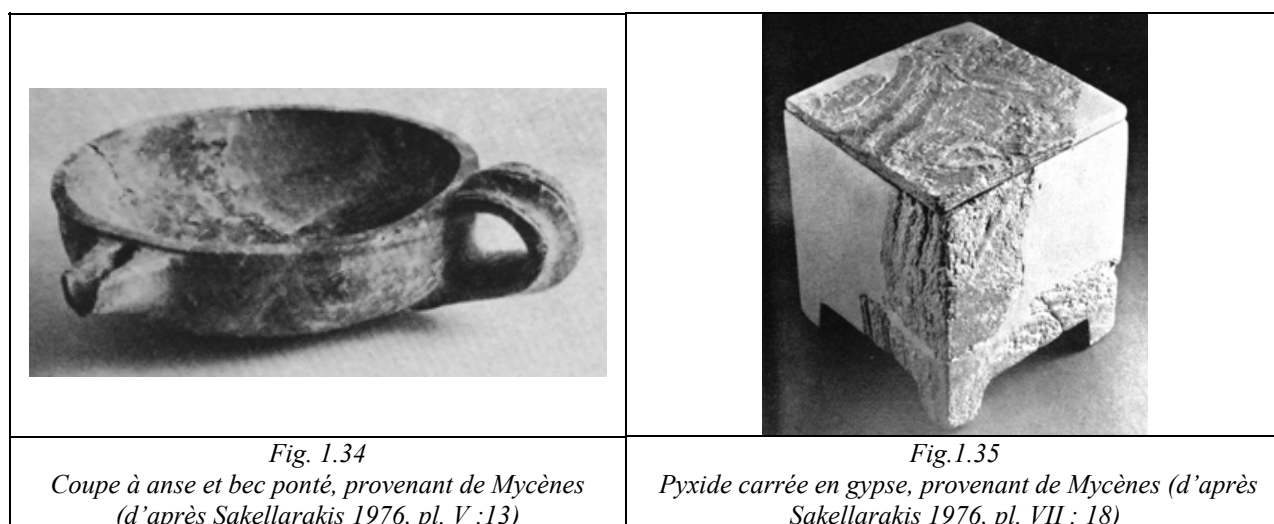 Fig. 1.34
Coupe à anse et bec ponté, provenant de Mycènes
(d’après Sakellarakis 1976, pl. V :13)
Fig.1.35
Pyxide carrée en gypse, provenant de Mycènes (d’après
Sakellarakis 1976, pl. VII : 18)